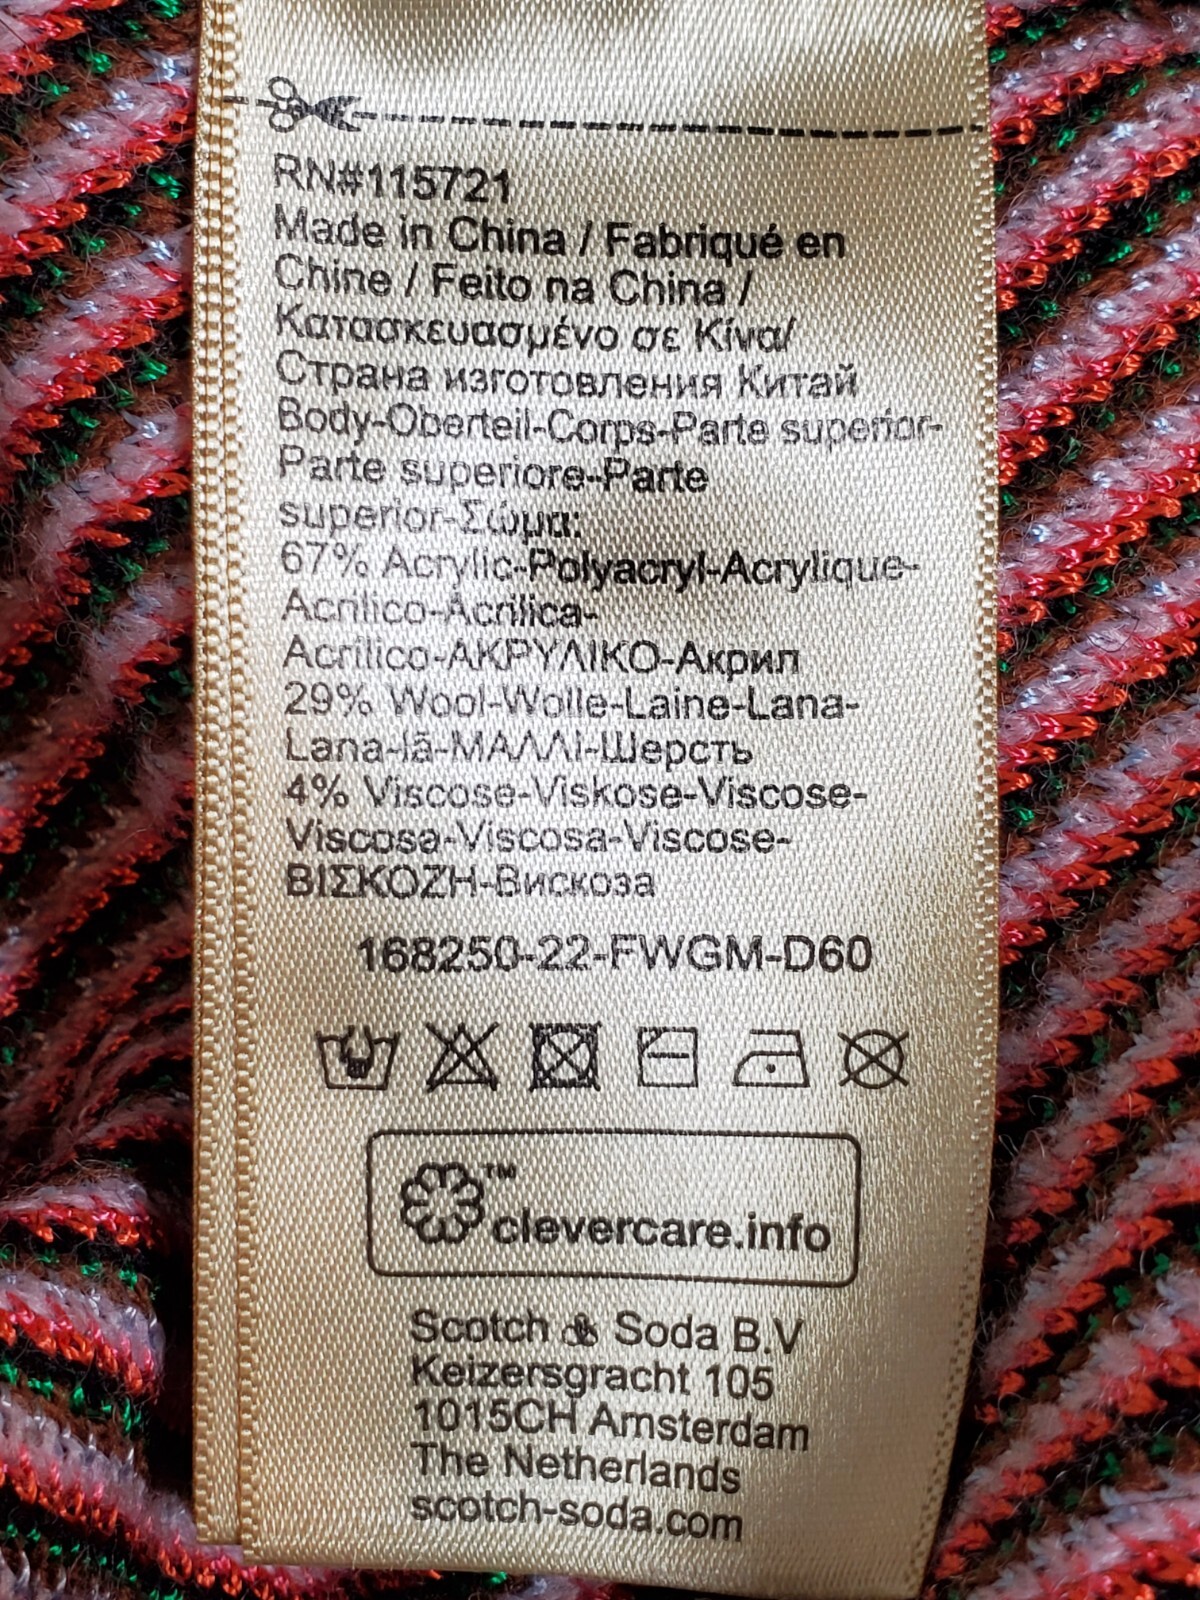 RN#115721
Made in China / Fabriqué en
Chine / Feito na China /
Κατασκευασμένο σε Κίνα/
Страна изготовления Китай
Body-Oberteil-Corps-Parte superior-
Parte superiore-Parte
superior-Σώμα:
67% Acrylic-Polyacryl-Acrylique-
Acrilico-Acrilica-
Acrílico-ΑΚΡΥΛΙΚΟ-Акрил
29% Wool-Wolle-Laine-Lana-
Lana-lã-ΜΑΛΛΙ-Шерсть
4% Viscose-Viskose-Viscose-
Viscosa-Viscosa-Viscose-
ΒΙΣΚΟΖΗ-Вискоза
168250-22-FWGM-D60
™
clevercare.info
Scotch & Soda B.V
Keizersgracht 105
1015CH Amsterdam
The Netherlands
scotch-soda.com